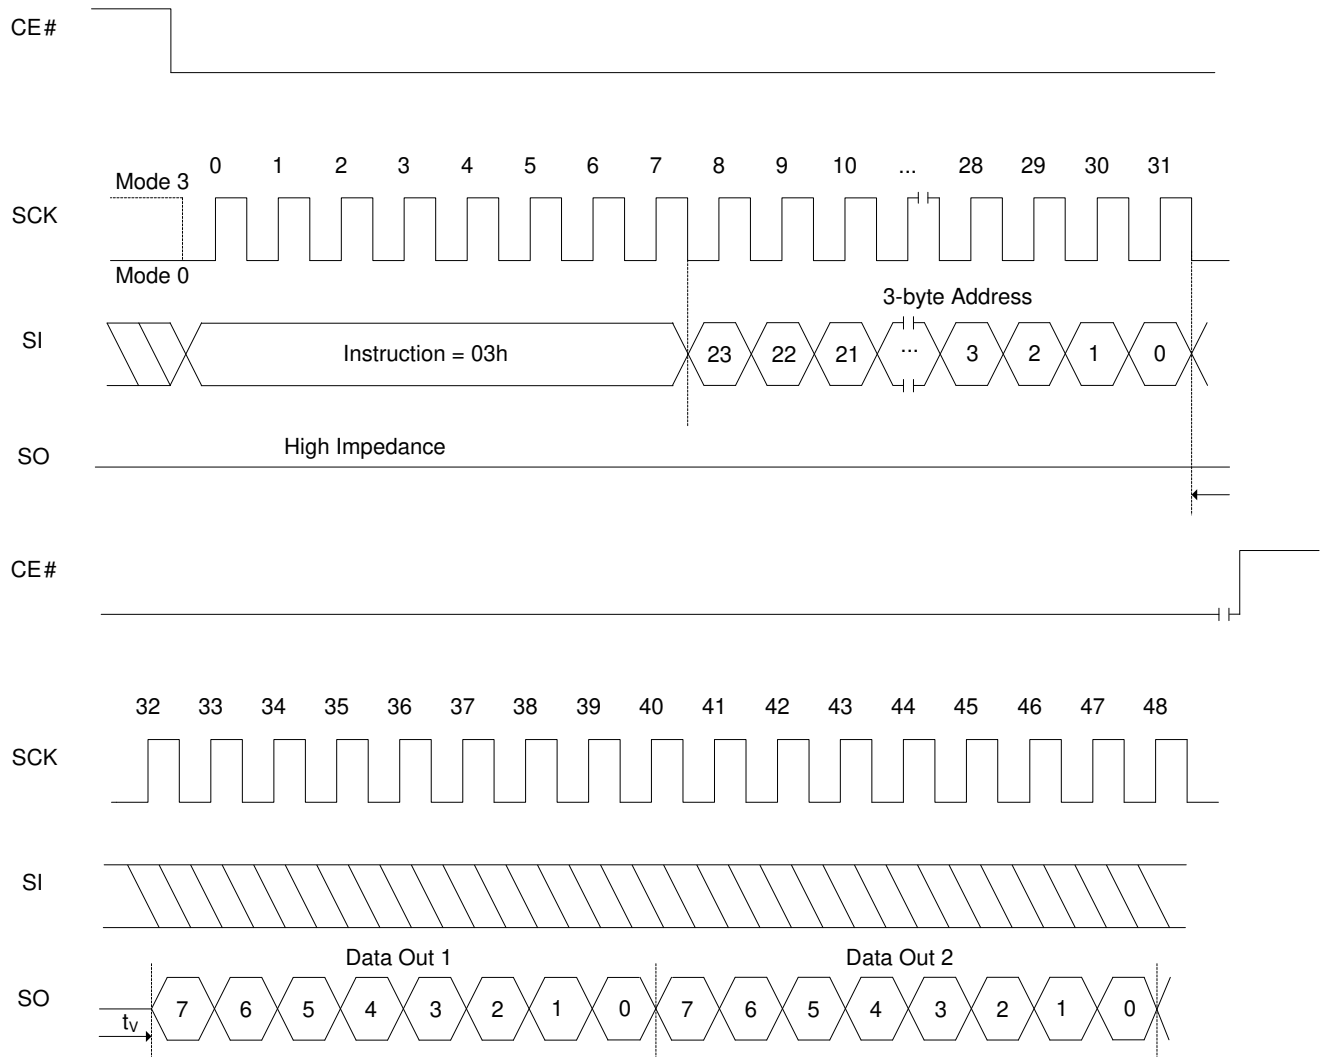 CE#
0 1 2 3 4 5 6 7 8 9 10 ... 28 29 30 31
Mode 3
SCK
Mode 0
3-byte Address
SI
Instruction = 03h 23 22 21 ... 3 2 1 0
High Impedance
SO
CE#
32 33 34 35 36 37 38 39 40 41 42 43 44 45 46 47 48
SCK
SI
Data Out 1 Data Out 2
SO
7 6 5 4 3 2 1 0 7 6 5 4 3 2 1 0
tV